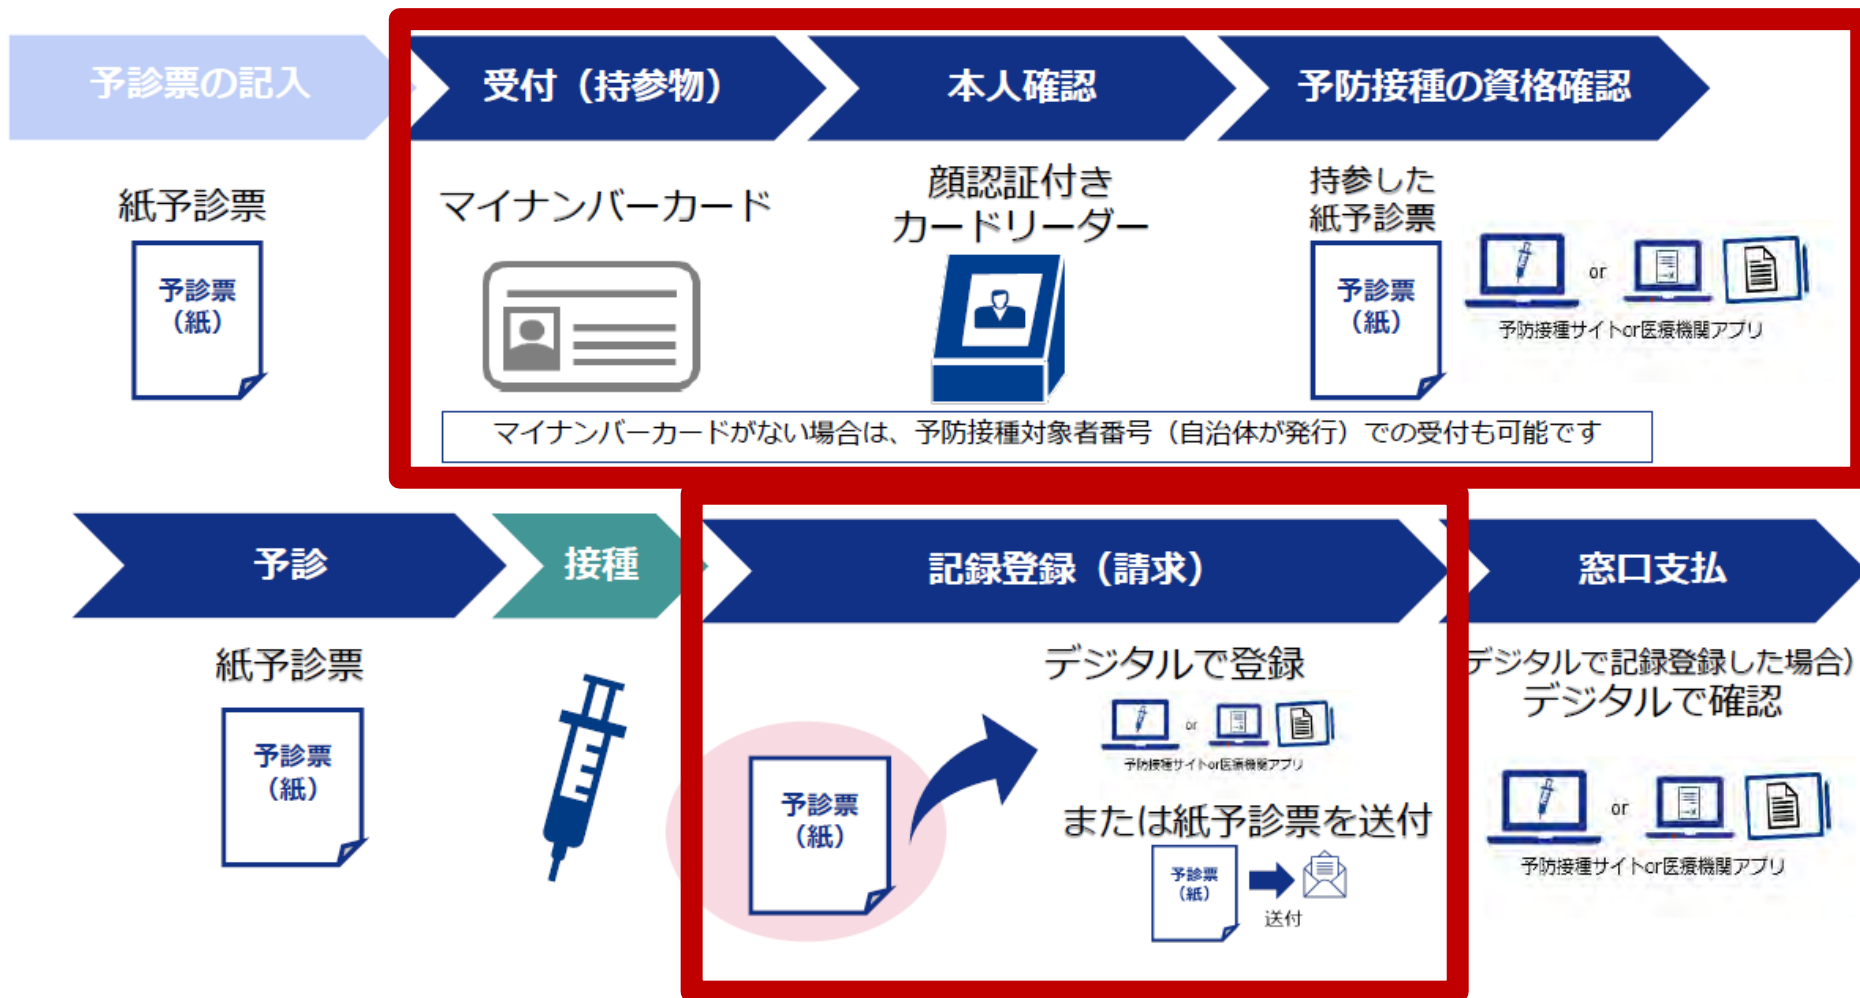 予診票の記入
受付（持参物）
本人確認
予防接種の資格確認
紙予診票
予診票
（紙）
マイナンバーカード
顔認証付き
カードリーダー
持参した
紙予診票
予診票
（紙）
or
予防接種サイトor医療機関アプリ
マイナンバーカードがない場合は、予防接種対象者番号（自治体が発行）での受付も可能です
予診
接種
記録登録（請求）
窓口支払
紙予診票
予診票
（紙）
予診票
（紙）
デジタルで登録
or
予防接種サイトor医療機関アプリ
または紙予診票を送付
予診票
（紙）
送付
デジタルで記録登録した場合）
デジタルで確認
or
予防接種サイトor医療機関アプリ